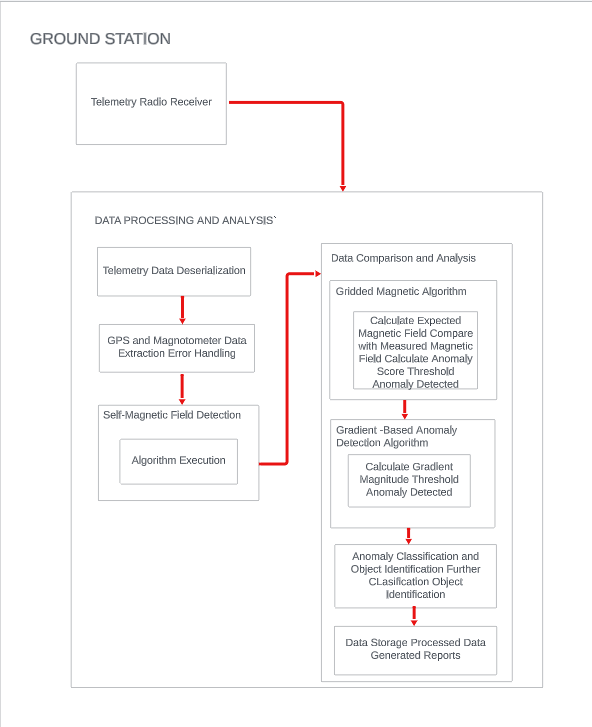 GROUND STATION
Telemetry Radio Receiver
DATA PROCESSING AND ANALYSIS`
Telemetry Data Deserialization
GPS and Magnotometer Data
Extraction Error Handling
Self-Magnetic Field Detection
Algorithm Execution
Data Comparison and Analysis
Gridded Magnetic Algorithm
Calculate Expected
Magnetic Field Compare
with Measured Magnetic
Field Calculate Anomaly
Score Threshold
Anomaly Detected
Gradient -Based Anomaly
Detection Algorithm
Calculate Gradient
Magnitude Threshold
Anomaly Detected
Anomaly Classification and
Object Identification Further
CLasification Object
Identification
Data Storage Processed Data
Generated Reports